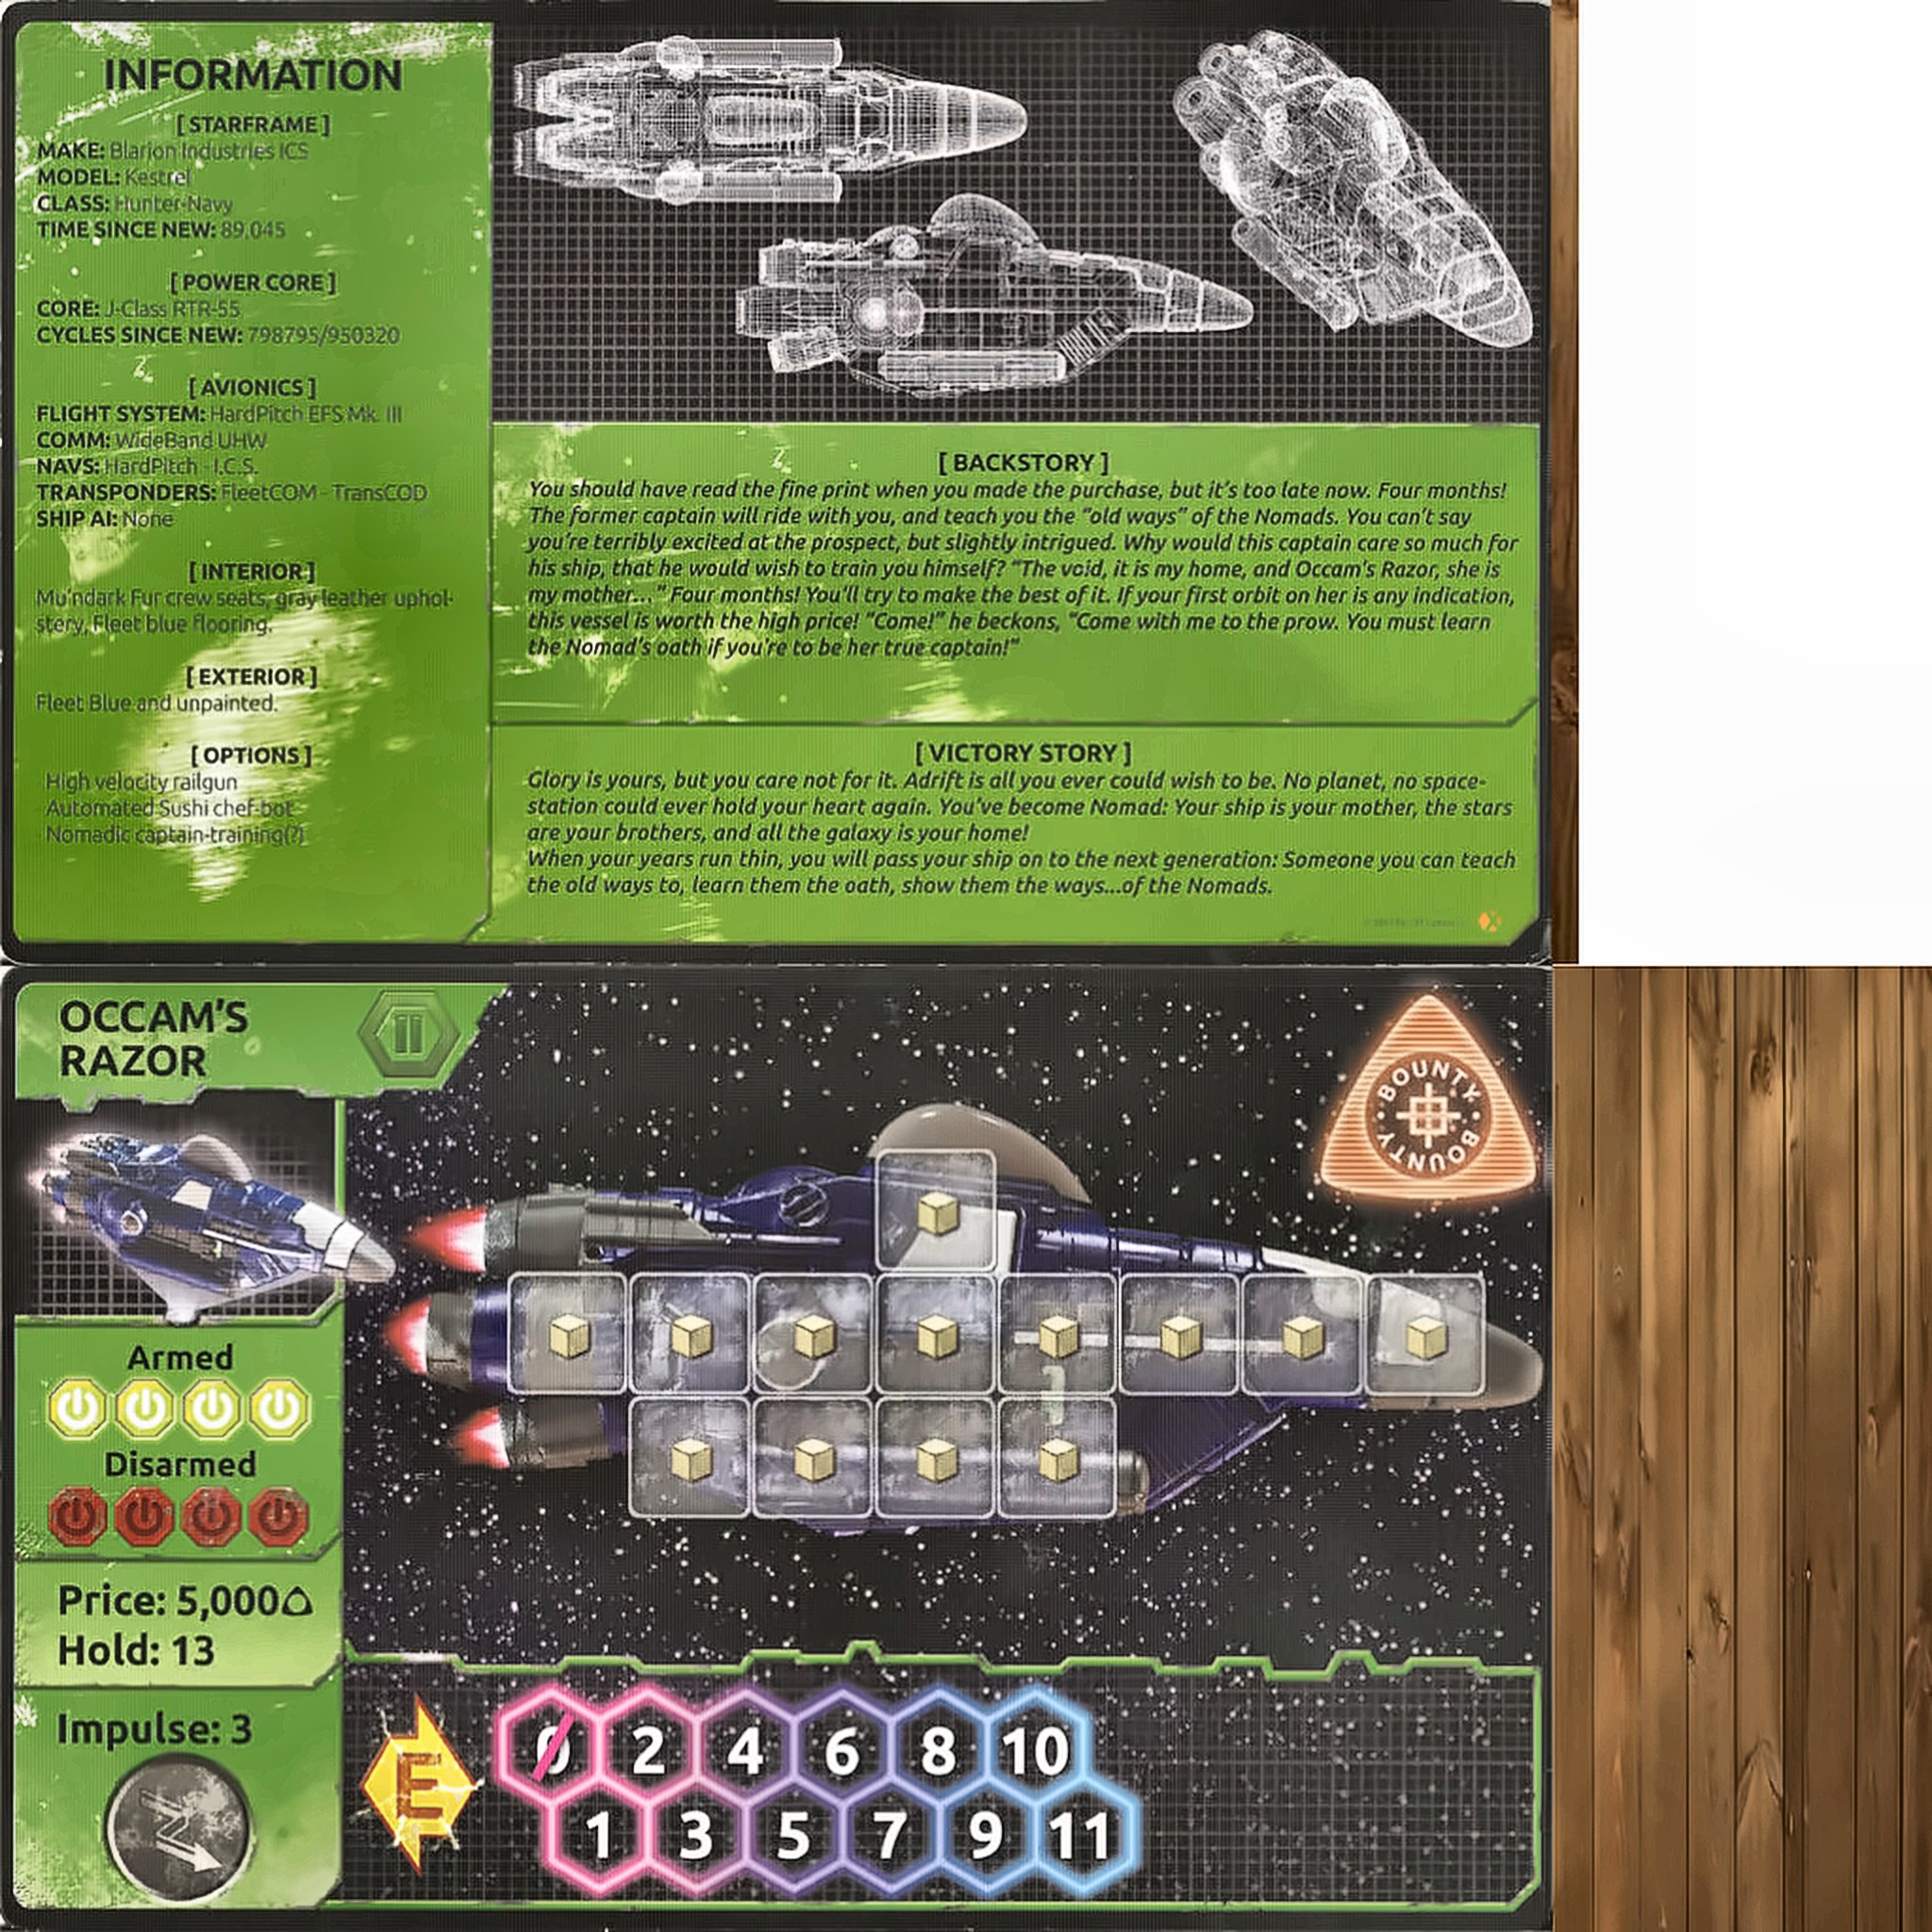 INFORMATION
[ STARFRAME ]
MAKE: Blarion Industries ICS
MODEL: Kestrel
CLASS: Hunter-Navy
TIME SINCE NEW: 89.045
[ POWER CORE ]
CORE: J-Class RTR-55
CYCLES SINCE NEW: 798795/950320
[ AVIONICS ]
FLIGHT SYSTEM: HardPitch EFS Mk. III
COMM: WideBand UHW
NAVS: HardPitch - I.C.S.
TRANSPONDERS: FleetCOM - TransCOD
SHIP AI: None
[ INTERIOR ]
Mu'ndark Fur crew seats, gray leather uphol-
stery, Fleet blue flooring.
[ EXTERIOR ]
Fleet Blue and unpainted.
[ OPTIONS ]
High velocity railgun
Automated Sushi chef-bot
Nomadic captain-training(?)
[ BACKSTORY ]
You should have read the fine print when you made the purchase, but it's too late now. Four months!
The former captain will ride with you, and teach you the "old ways" of the Nomads. You can't say
you're terribly excited at the prospect, but slightly intrigued. Why would this captain care so much for
his ship, that he would wish to train you himself? "The void, it is my home, and Occam's Razor, she is
my mother..." Four months! You'll try to make the best of it. If your first orbit on her is any indication,
this vessel is worth the high price! "Come!" he beckons, "Come with me to the prow. You must learn
the Nomad's oath if you're to be her true captain!"
[ VICTORY STORY ]
Glory is yours, but you care not for it. Adrift is all you ever could wish to be. No planet, no space-
station could ever hold your heart again. You've become Nomad: Your ship is your mother, the stars
are your brothers, and all the galaxy is your home!
When your years run thin, you will pass your ship on to the next generation: Someone you can teach
the old ways to, learn them the oath, show them the ways...of the Nomads.
OCCAM'S
RAZOR
II
BOUNTY · BOUNTY
Armed
Disarmed
Price: 5,000
Hold: 13
Impulse: 3
E
0 2 4 6 8 10
1 3 5 7 9 11